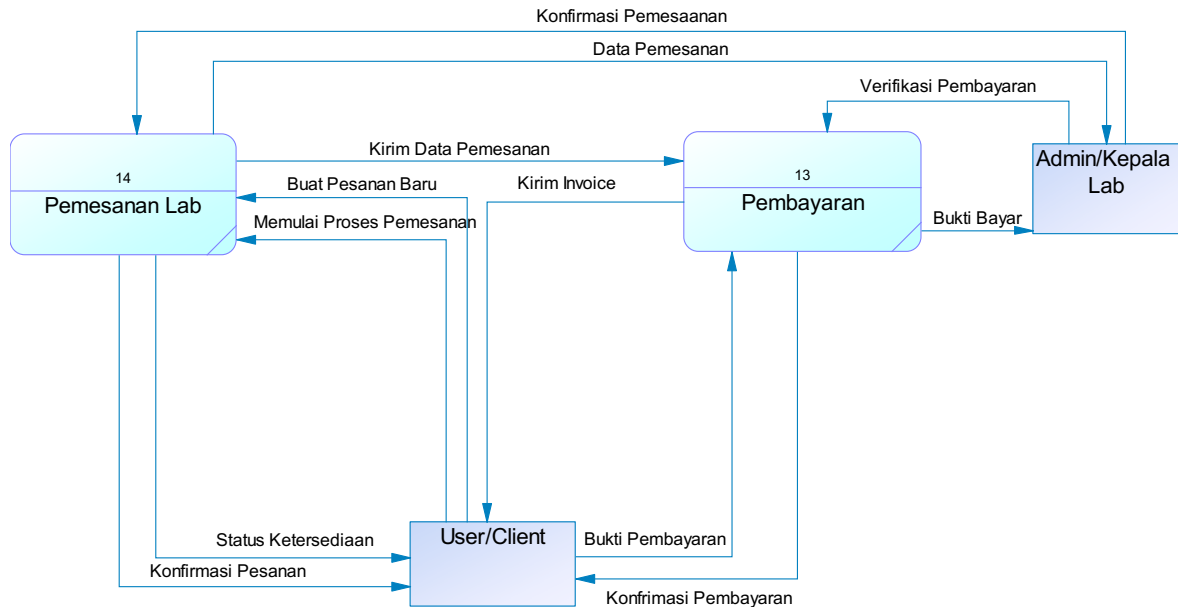 Konfirmasi Pemesaanan
Data Pemesanan
Verifikasi Pembayaran
14
Pemesanan Lab
Kirim Data Pemesanan
Buat Pesanan Baru
Memulai Proses Pemesanan
Kirim Invoice
13
Pembayaran
Admin/Kepala
Lab
Bukti Bayar
Status Ketersediaan
Konfirmasi Pesanan
User/Client
Bukti Pembayaran
Konfrimasi Pembayaran